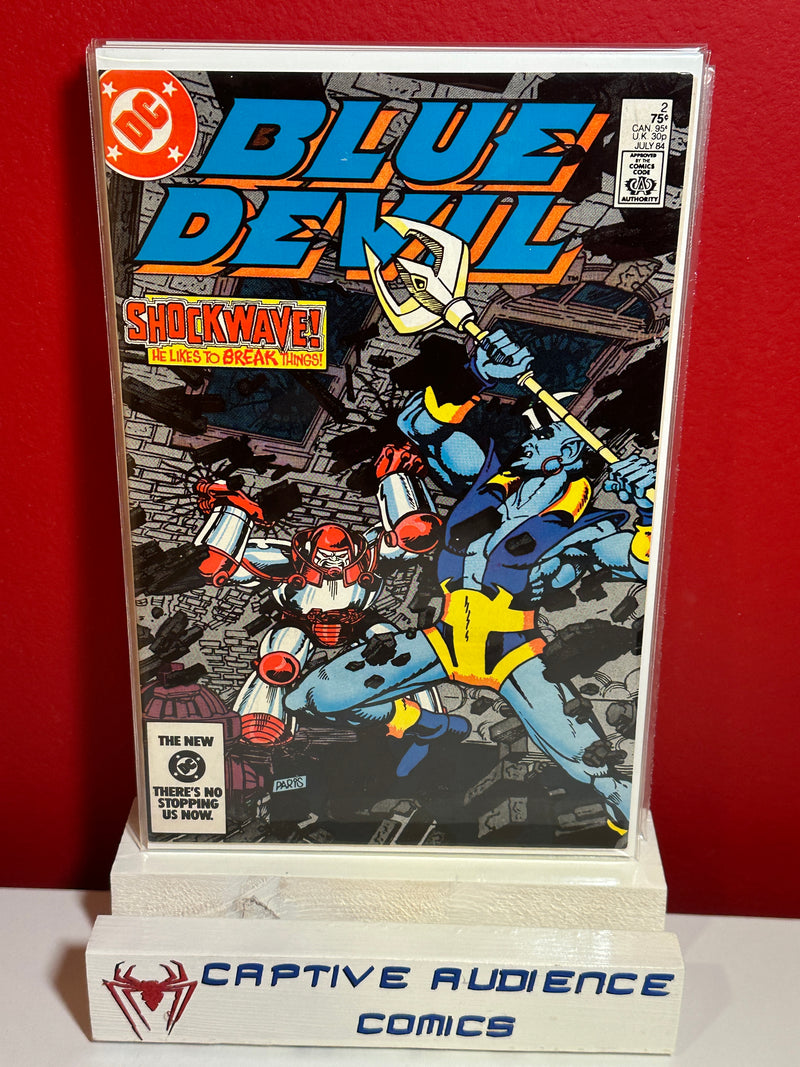 DC
BLUE
DEVIL
TM
2
75¢
CAN. 95¢
U.K. 30p
JULY 84
APPROVED
BY THE
COMICS
CODE
AUTHORITY
SHOCKWAVE!
HE LIKES TO BREAK THINGS!
THE NEW
DC
THERE'S NO
STOPPING
US NOW.
PARIS
CAPTIVE AUDIENCE
COMICS